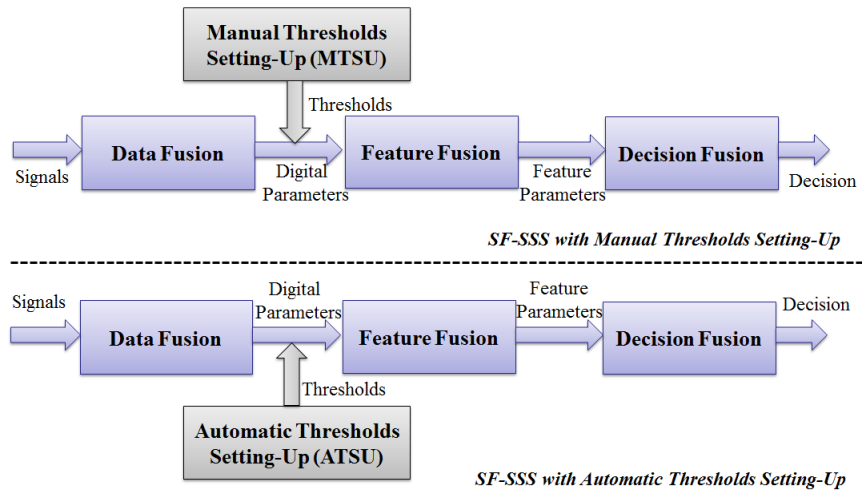 Manual Thresholds
Setting-Up (MTSU)
Thresholds
Data Fusion
Feature Fusion
Decision Fusion
Signals
Digital
Parameters
Feature
Parameters
Decision
SF-SSS with Manual Thresholds Setting-Up
Signals
Digital
Parameters
Feature
Parameters
Decision
Data Fusion
Feature Fusion
Decision Fusion
Thresholds
Automatic Thresholds
Setting-Up (ATSU)
SF-SSS with Automatic Thresholds Setting-Up